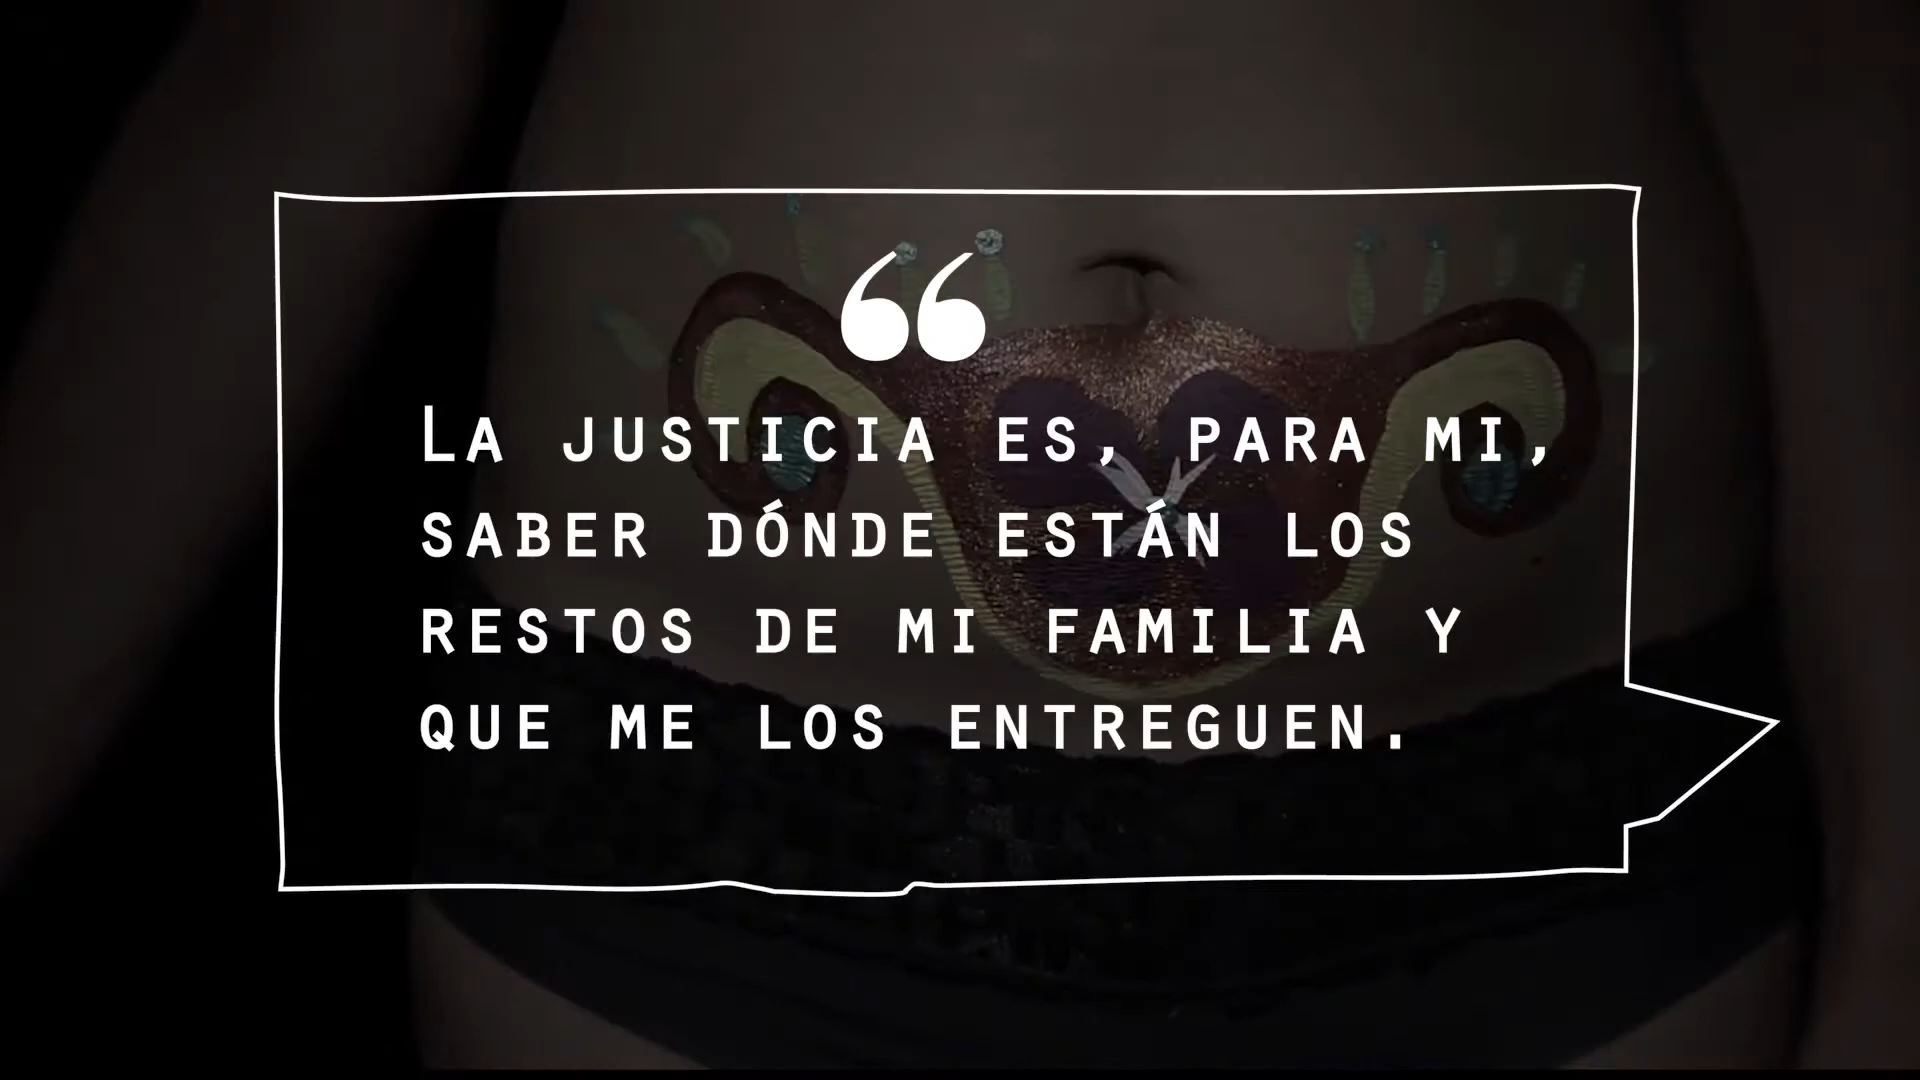 “
La justicia es, para mi,
saber dónde están los
restos de mi familia y
que me los entreguen.